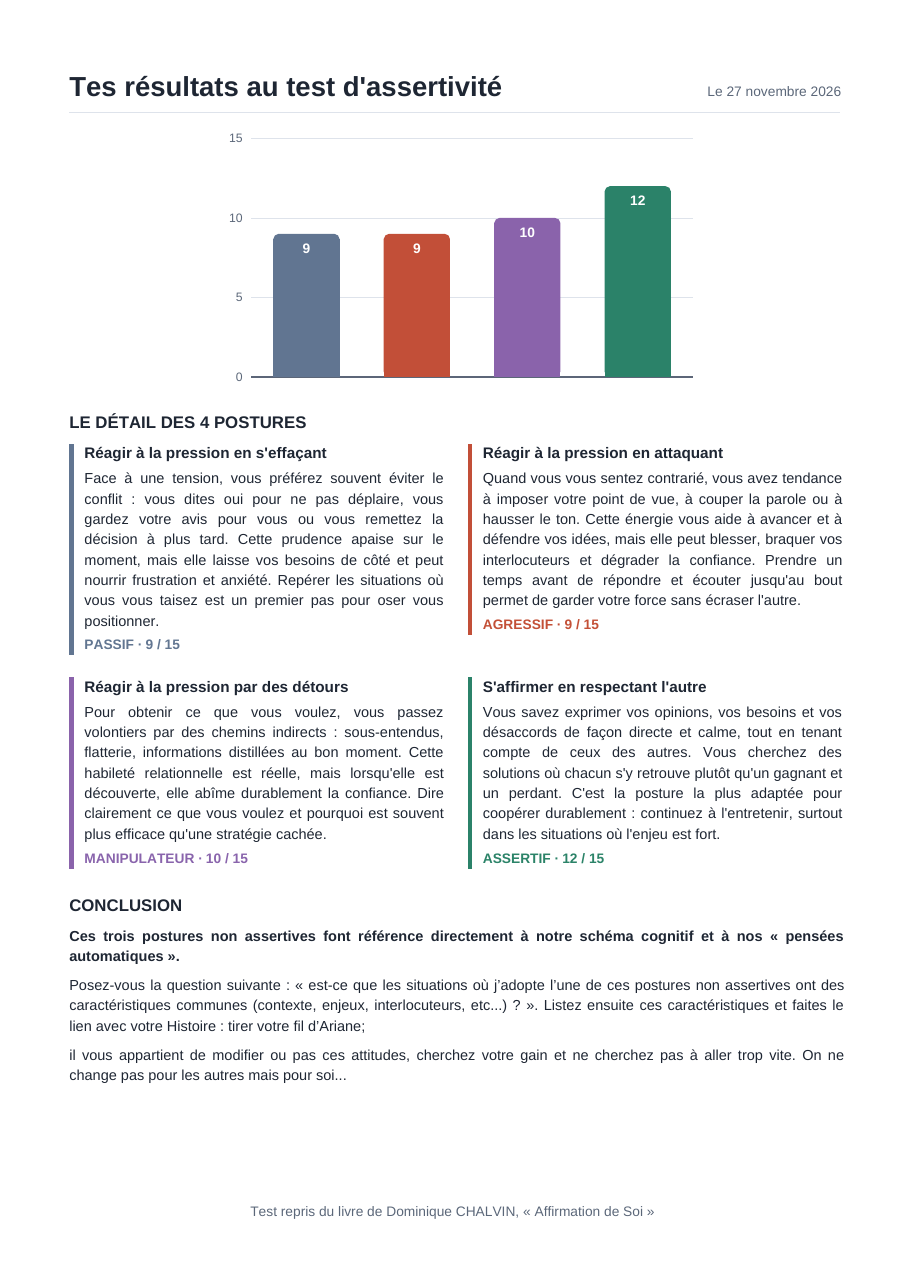 Tes résultats au test d'assertivité
Le 27 novembre 2026
15
10
5
0
9
9
10
12
LE DÉTAIL DES 4 POSTURES
Réagir à la pression en s'effaçant
Face à une tension, vous préférez souvent éviter le
conflit : vous dites oui pour ne pas déplaire, vous
gardez votre avis pour vous ou vous remettez la
décision à plus tard. Cette prudence apaise sur le
moment, mais elle laisse vos besoins de côté et peut
nourrir frustration et anxiété. Repérer les situations où
vous vous taisez est un premier pas pour oser vous
positionner.
PASSIF · 9 / 15
Réagir à la pression en attaquant
Quand vous vous sentez contrarié, vous avez tendance
à imposer votre point de vue, à couper la parole ou à
hausser le ton. Cette énergie vous aide à avancer et à
défendre vos idées, mais elle peut blesser, braquer vos
interlocuteurs et dégrader la confiance. Prendre un
temps avant de répondre et écouter jusqu'au bout
permet de garder votre force sans écraser l'autre.
AGRESSIF · 9 / 15
Réagir à la pression par des détours
Pour obtenir ce que vous voulez, vous passez
volontiers par des chemins indirects : sous-entendus,
flatterie, informations distillées au bon moment. Cette
habileté relationnelle est réelle, mais lorsqu'elle est
découverte, elle abîme durablement la confiance. Dire
clairement ce que vous voulez et pourquoi est souvent
plus efficace qu'une stratégie cachée.
MANIPULATEUR · 10 / 15
S'affirmer en respectant l'autre
Vous savez exprimer vos opinions, vos besoins et vos
désaccords de façon directe et calme, tout en tenant
compte de ceux des autres. Vous cherchez des
solutions où chacun s'y retrouve plutôt qu'un gagnant et
un perdant. C'est la posture la plus adaptée pour
coopérer durablement : continuez à l'entretenir, surtout
dans les situations où l'enjeu est fort.
ASSERTIF · 12 / 15
CONCLUSION
Ces trois postures non assertives font référence directement à notre schéma cognitif et à nos « pensées
automatiques ».
Posez-vous la question suivante : « est-ce que les situations où j’adopte l’une de ces postures non assertives ont des
caractéristiques communes (contexte, enjeux, interlocuteurs, etc...) ? ». Listez ensuite ces caractéristiques et faites le
lien avec votre Histoire : tirer votre fil d’Ariane;
il vous appartient de modifier ou pas ces attitudes, cherchez votre gain et ne cherchez pas à aller trop vite. On ne
change pas pour les autres mais pour soi...
Test repris du livre de Dominique CHALVIN, « Affirmation de Soi »